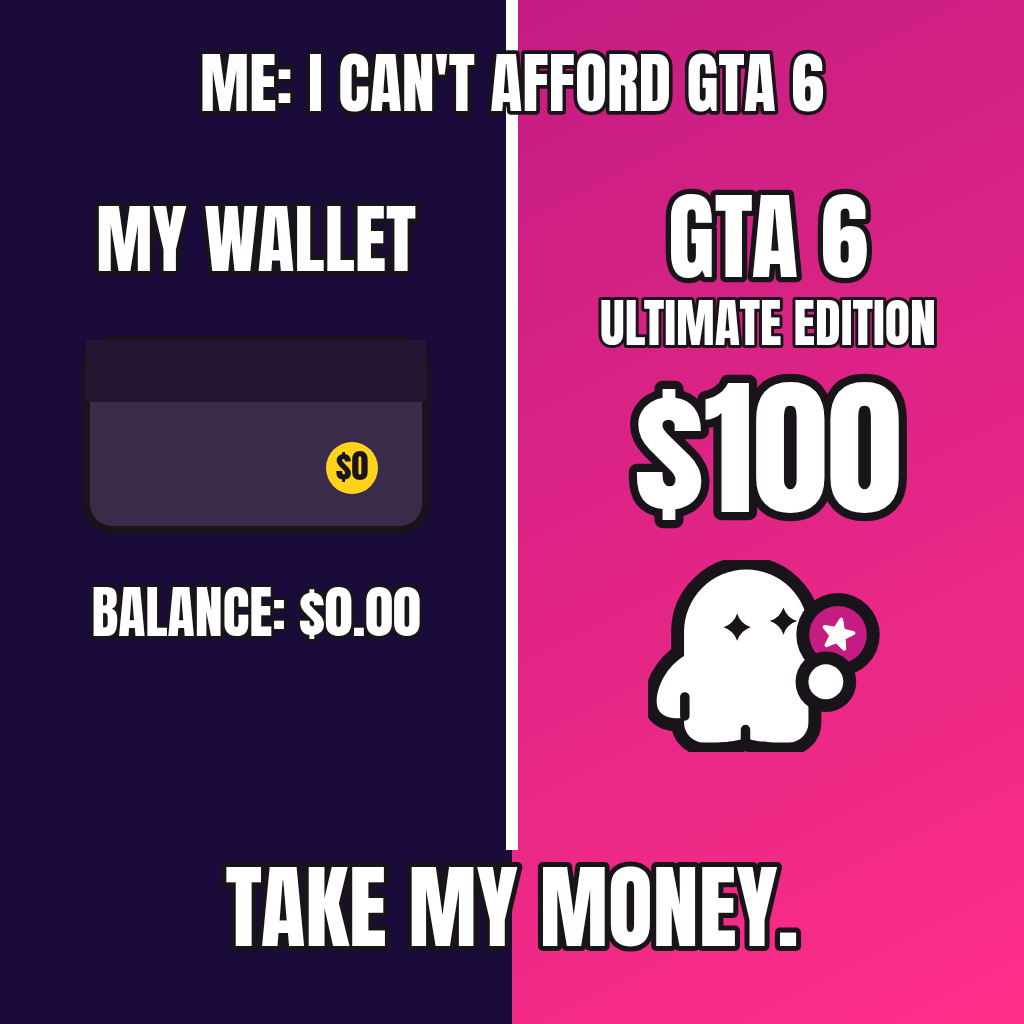 ME: I CAN'T AFFORD GTA 6
MY WALLET
$0
BALANCE: $0.00
GTA 6
ULTIMATE EDITION
$100
TAKE MY MONEY.